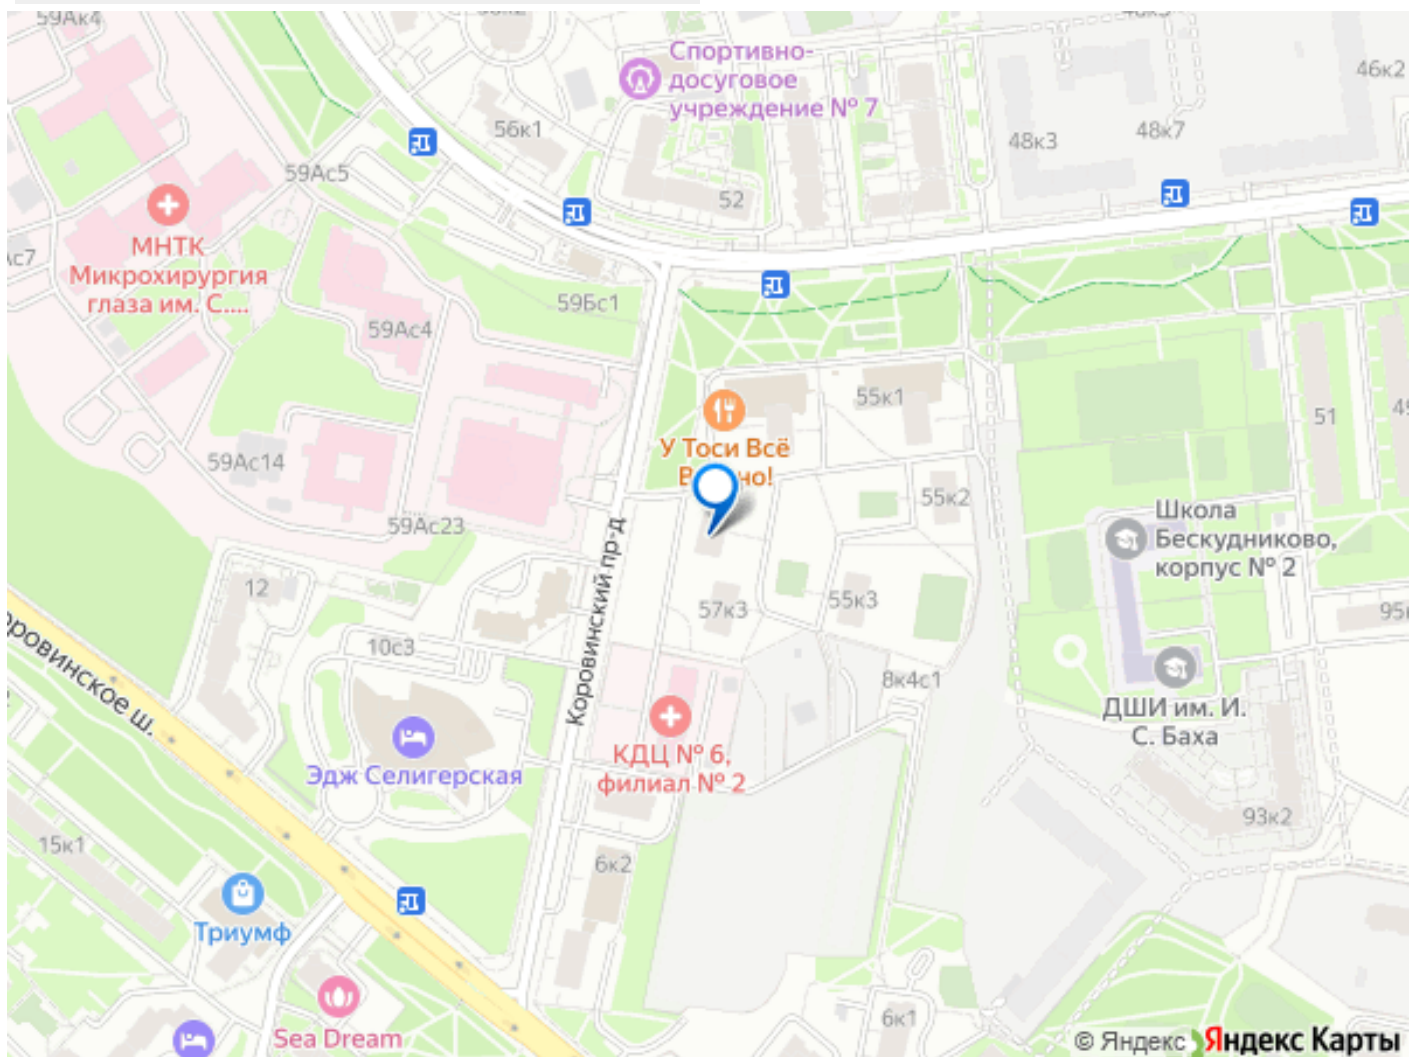 59Ак4
Спортивно-
досуговое
учреждение № 7
46к2
56к1
48к3
48к7
59Ас5
52
МНТК
Микрохирургия
глаза им. С....
59Бс1
59Ас4
55к1
51
У Тоси Всё
59Ас14
55к2
59Ас23
Школа
Бескудниково,
корпус № 2
12
57к3
55к3
Коровинский пр-д
10с3
8к4с1
ДШИ им. И.
С. Баха
КДЦ № 6,
филиал № 2
Эдж Селигерская
93к2
15к1
6к2
Триумф
6к1
Sea Dream
© Яндекс Яндекс Карты